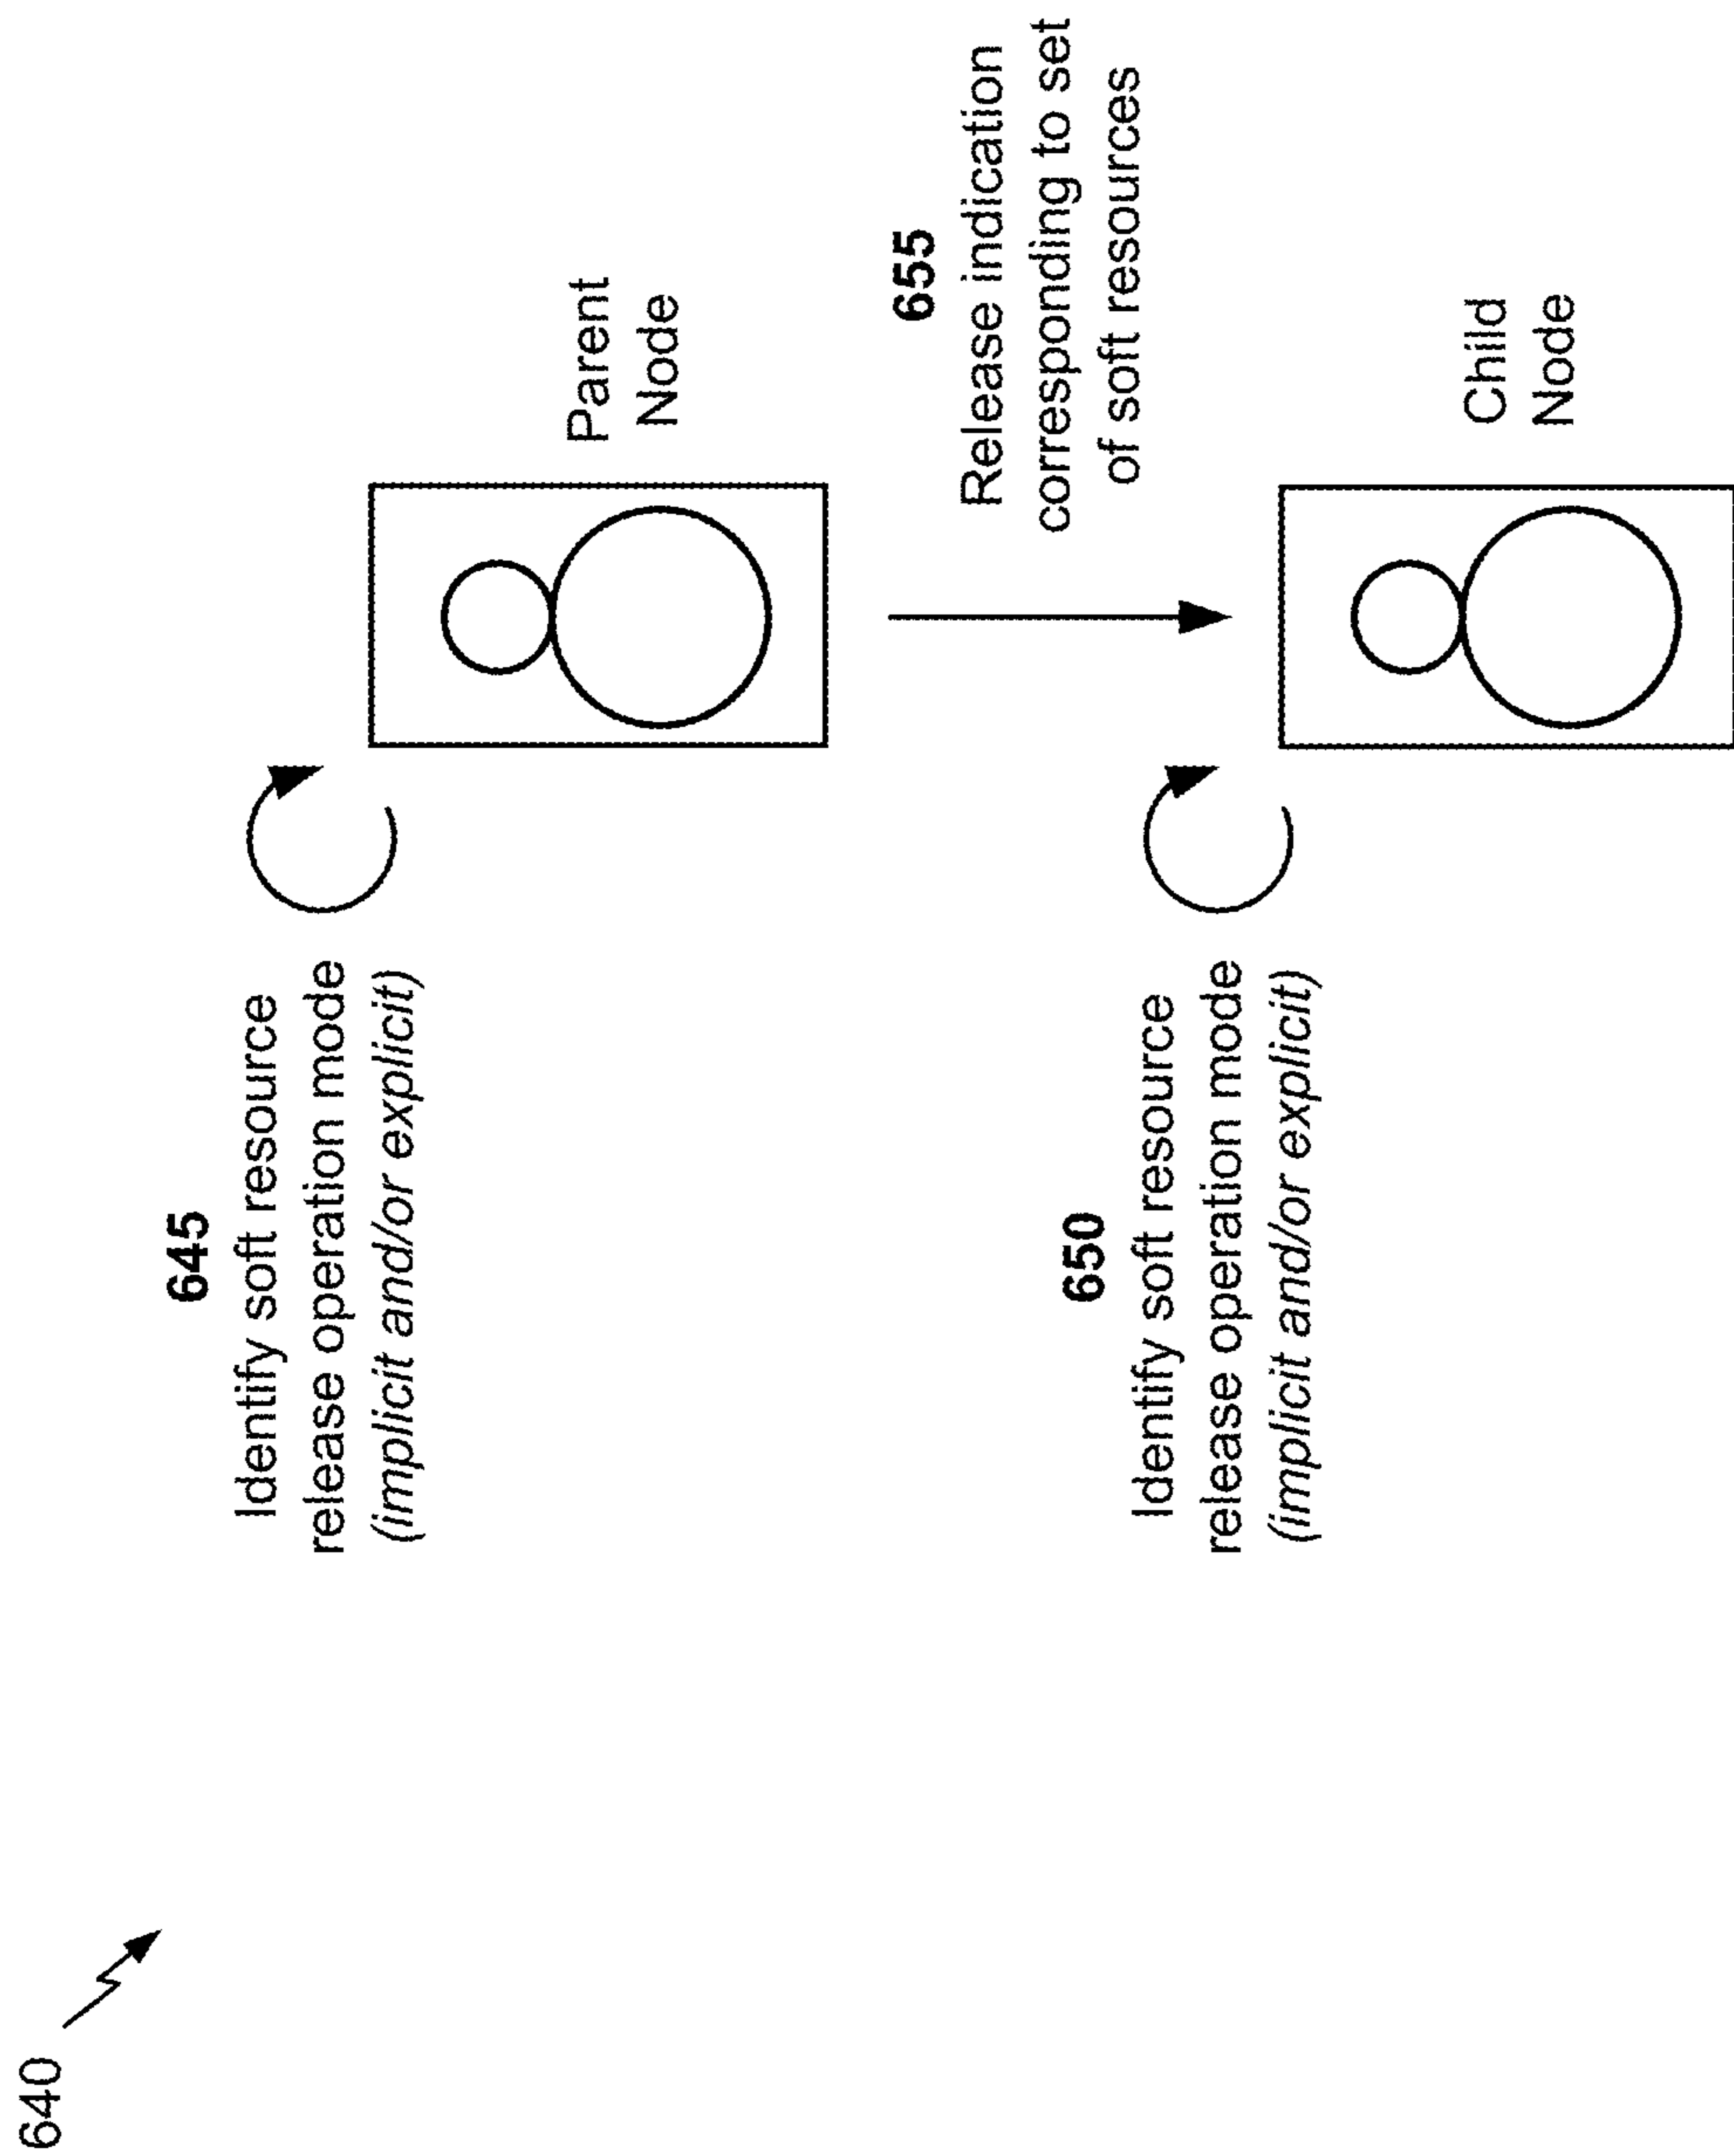 640
645
Identify soft resource
release operation mode
(implicit and/or explicit)
Parent
Node
655
Release indication
corresponding to set
of soft resources
650
Identify soft resource
release operation mode
(implicit and/or explicit)
Child
Node